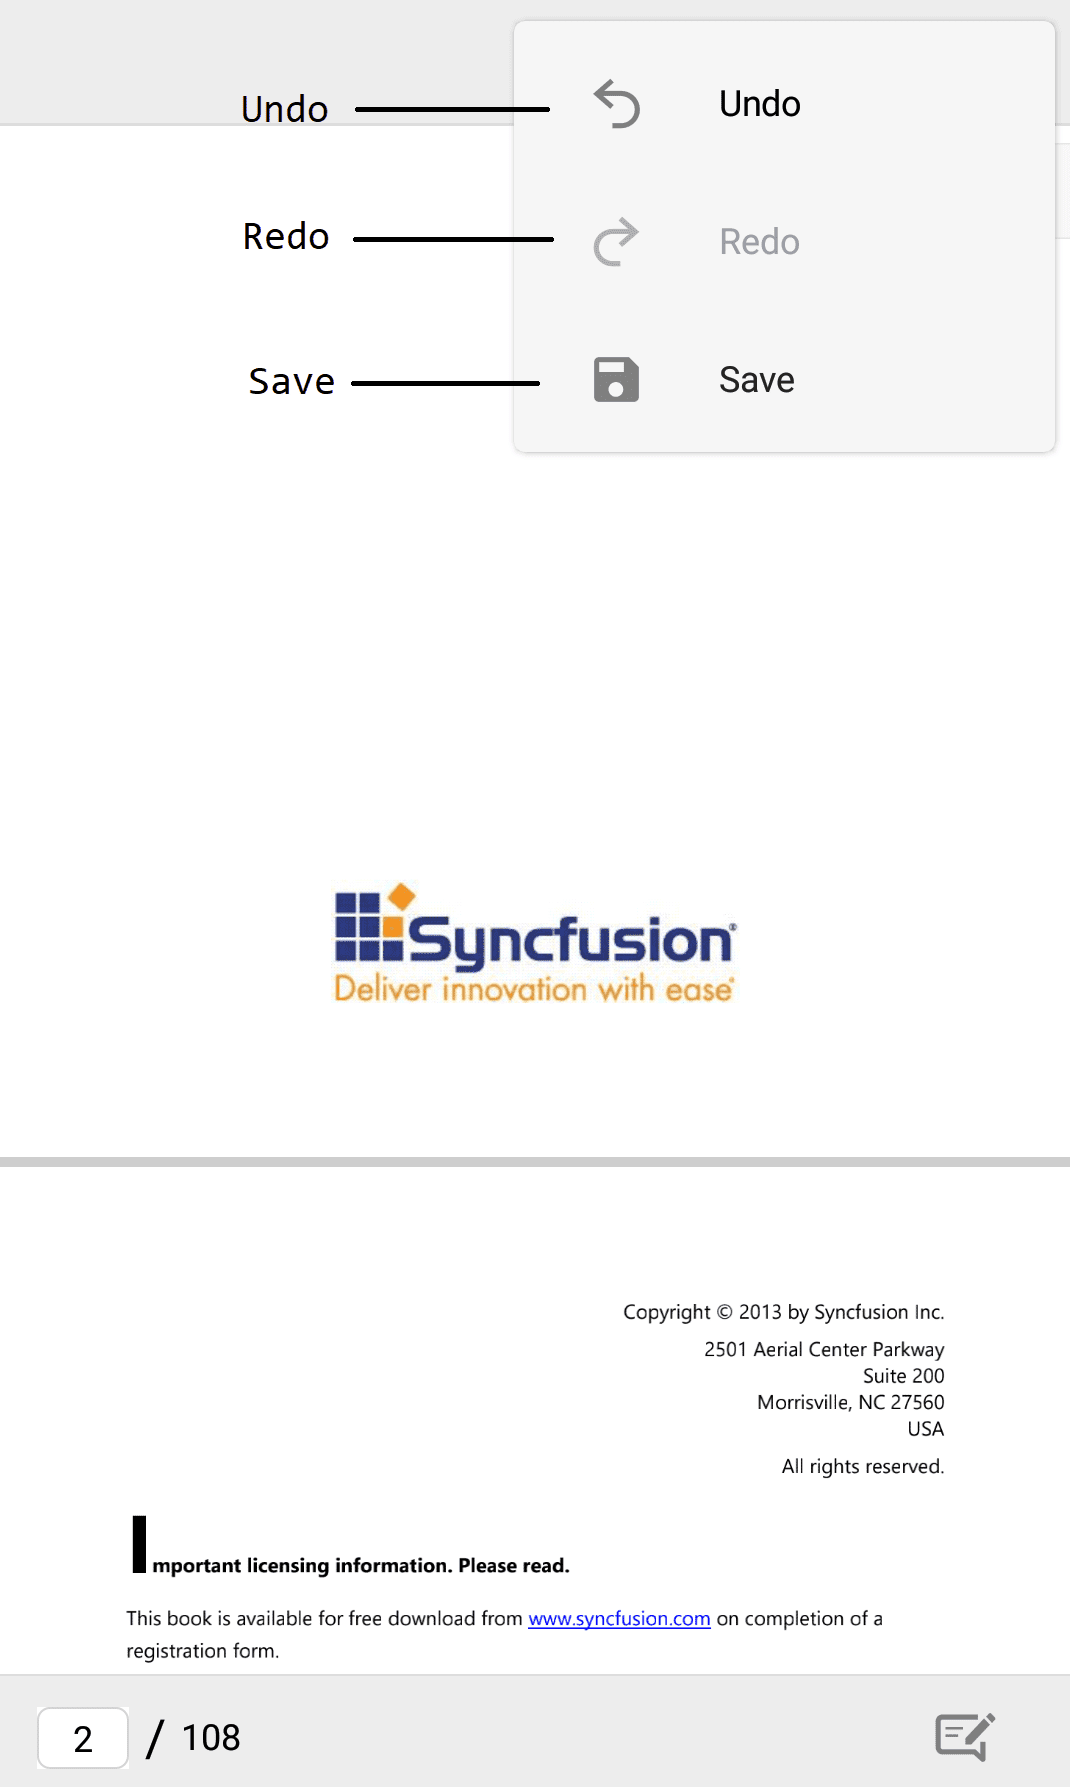 Undo Undo
Redo Redo
Save Save
Syncfusion®
Deliver innovation with ease®
Copyright © 2013 by Syncfusion Inc.
2501 Aerial Center Parkway
Suite 200
Morrisville, NC 27560
USA
All rights reserved.
Important licensing information. Please read.
This book is available for free download from www.syncfusion.com on completion of a
registration form.
2 / 108